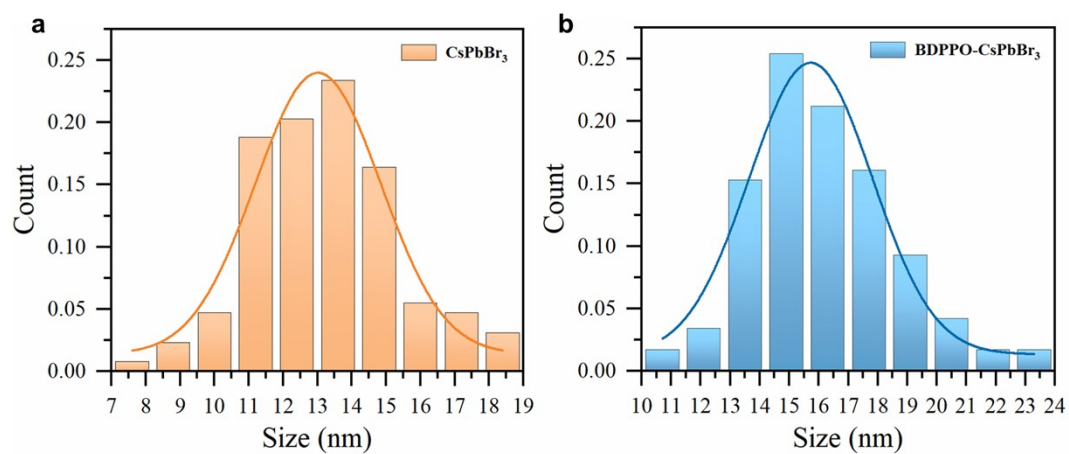 a
CsPbBr₃
0.25
0.20
0.15
0.10
0.05
0.00
Count
7 8 9 10 11 12 13 14 15 16 17 18 19
Size (nm)
b
BDPPO-CsPbBr₃
0.25
0.20
0.15
0.10
0.05
0.00
Count
10 11 12 13 14 15 16 17 18 19 20 21 22 23 24
Size (nm)